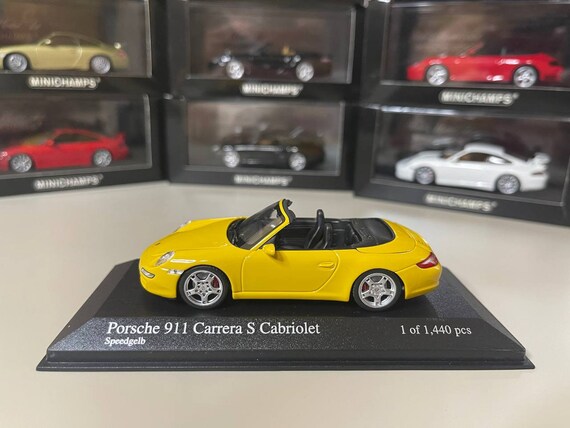 MINICHAMPS
MINICHAMPS
MINICHAMPS
MINICHAMPS
MINICHAMPS
MINICHAMPS
Porsche 911 Carrera S Cabriolet
1 of 1,440 pcs
Speedgelb